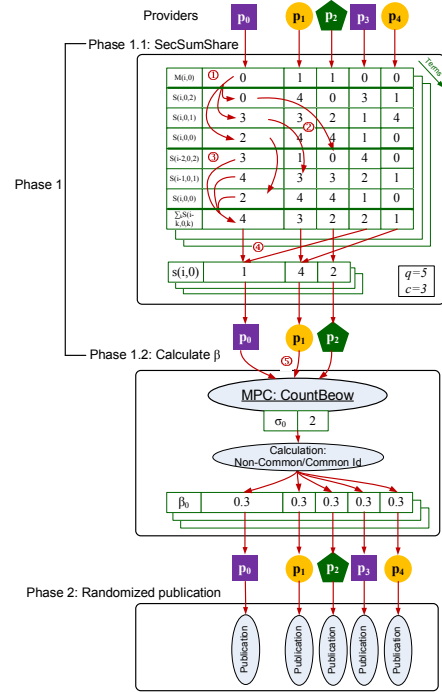 Providers
p0 p1 p2 p3 p4
Phase 1.1: SecSumShare
Terms
M(i,0) ① 0 1 1 0 0
S(i,0,2) 0 4 0 3 1
S(i,0,1) 3 3 2 1 4
②
S(i,0,0) 2 4 4 1 0
S(i-2,0,2) ③ 3 1 0 4 0
S(i-1,0,1) 4 3 3 2 1
S(i,0,0) 2 4 4 1 0
∑kS(i-k,0,k) 4 3 2 2 1
Phase 1
④
s(i,0) 1 4 2
q=5
c=3
p0 p1 p2
Phase 1.2: Calculate β
⑤
MPC: CountBeow
σ0 2
Calculation:
Non-Common/Common Id
β0 0.3 0.3 0.3 0.3 0.3
p0 p1 p2 p3 p4
Phase 2: Randomized publication
Publication Publication Publication Publication Publication